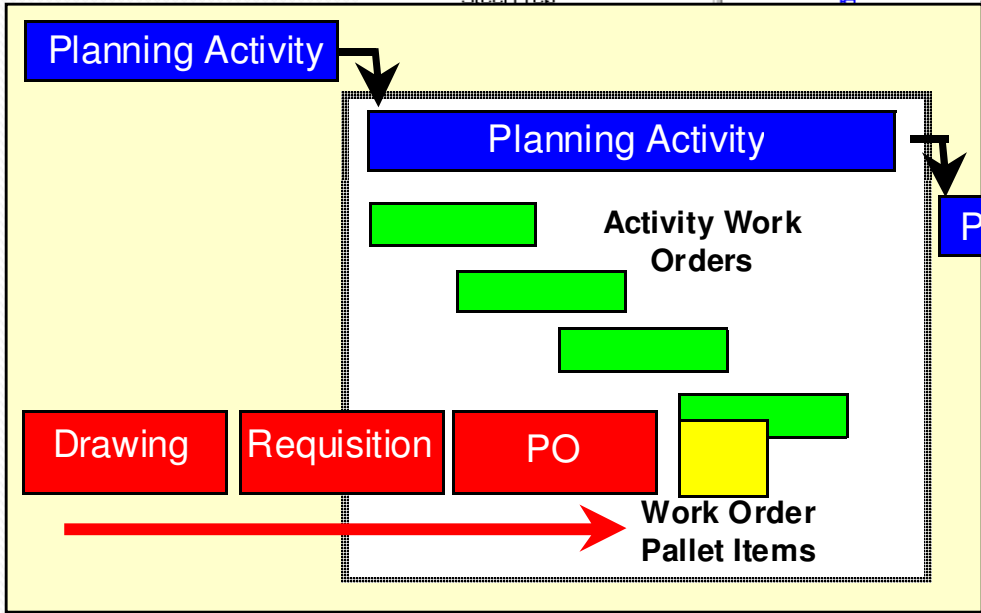 Planning Activity
Planning Activity
P
Activity Work
Orders
Drawing
Requisition
PO
Work Order
Pallet Items